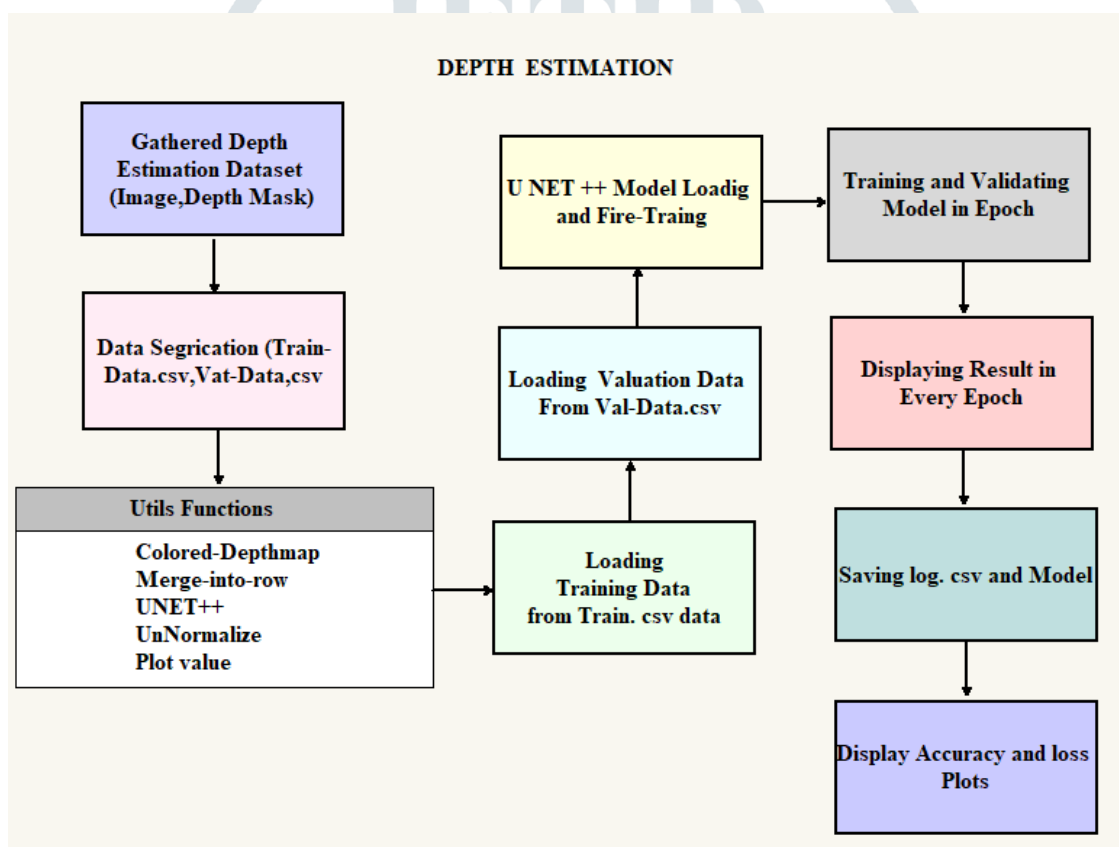 DEPTH ESTIMATION
Gathered Depth
Estimation Dataset
(Image,Depth Mask)
Data Segrication (Train-
Data.csv,Vat-Data,csv
Utils Functions
Colored-Depthmap
Merge-into-row
UNET++
UnNormalize
Plot value
Loading
Training Data
from Train. csv data
Loading Valuation Data
From Val-Data.csv
U NET ++ Model Loadig
and Fire-Traing
Training and Validating
Model in Epoch
Displaying Result in
Every Epoch
Saving log. csv and Model
Display Accuracy and loss
Plots